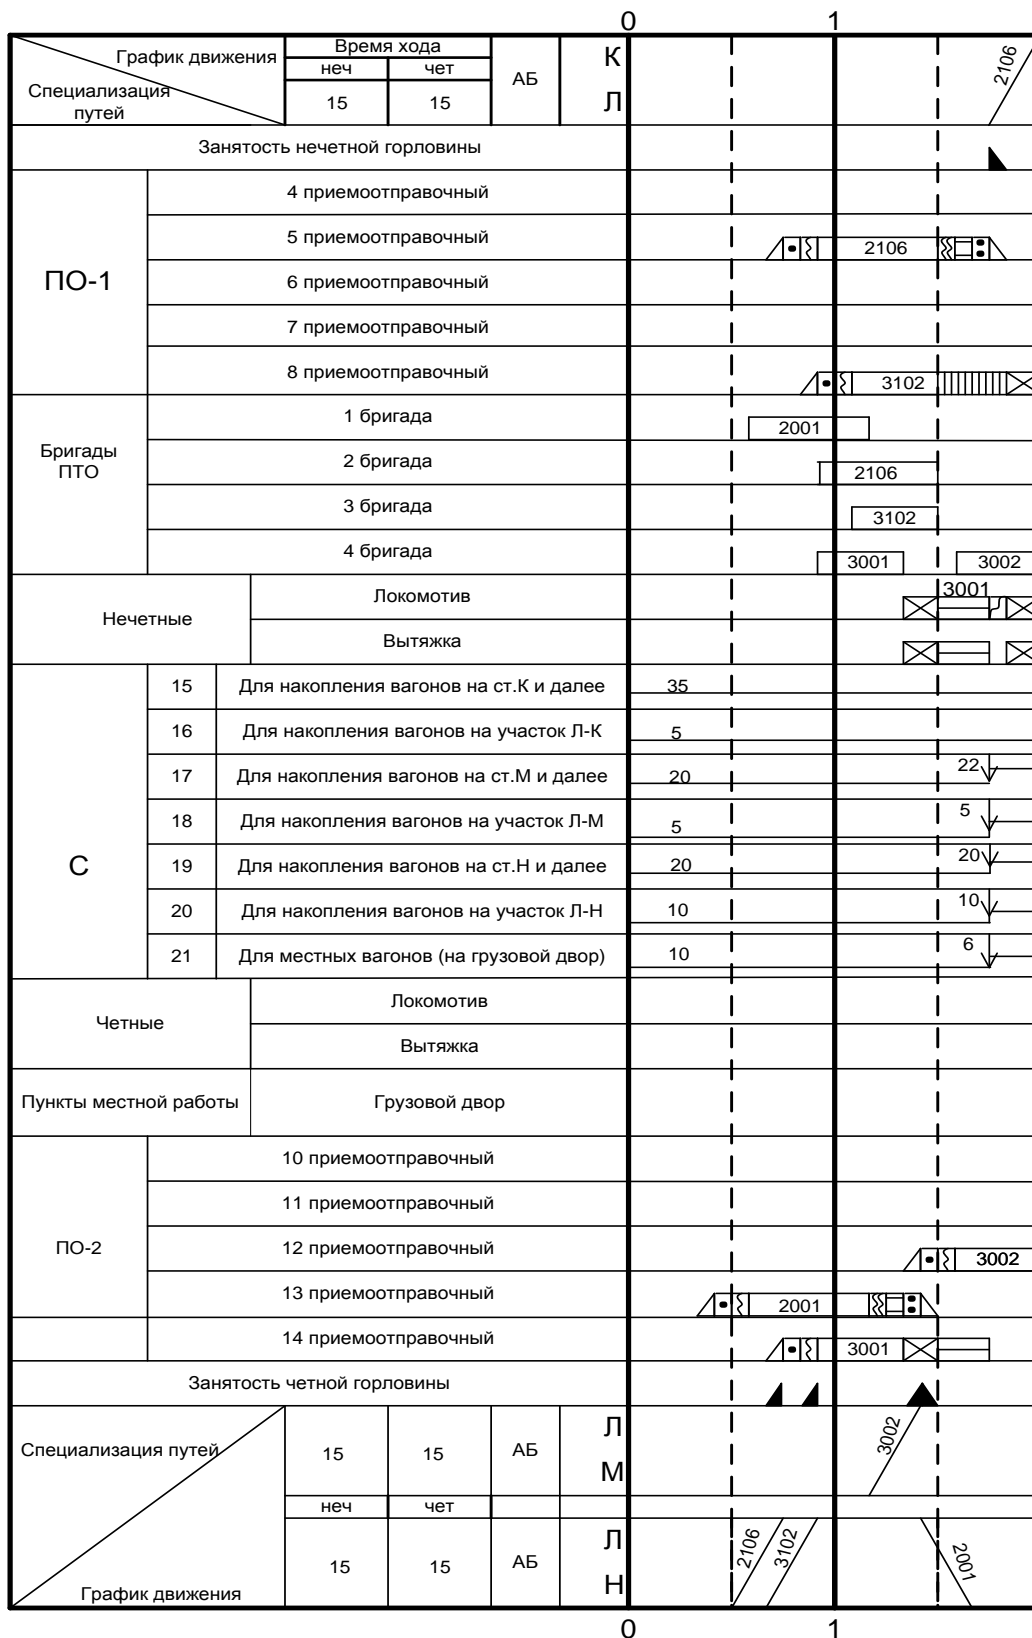 0 1
График движения
Время хода
К
неч чет
АБ
2106
Специализация
путей
15 15
Л
Занятость нечетной горловины
ПО-1
4 приемоотправочный
5 приемоотправочный
2106
6 приемоотправочный
7 приемоотправочный
8 приемоотправочный
3102
Бригады
ПТО
1 бригада
2001
2 бригада
2106
3 бригада
3102
4 бригада
3001 3002
Нечетные
Локомотив
3001
Вытяжка
С
15 Для накопления вагонов на ст.К и далее 35
16 Для накопления вагонов на участок Л-К 5
17 Для накопления вагонов на ст.М и далее 20 22
18 Для накопления вагонов на участок Л-М 5 5
19 Для накопления вагонов на ст.Н и далее 20 20
20 Для накопления вагонов на участок Л-Н 10 10
21 Для местных вагонов (на грузовой двор) 10 6
Четные
Локомотив
Вытяжка
Пункты местной работы Грузовой двор
ПО-2
10 приемоотправочный
11 приемоотправочный
12 приемоотправочный
3002
13 приемоотправочный
2001
14 приемоотправочный
3001
Занятость четной горловины
Специализация путей
15 15 АБ
Л
М
3002
неч чет
15 15 АБ
Л
Н
2106 3102 2001
График движения
0 1